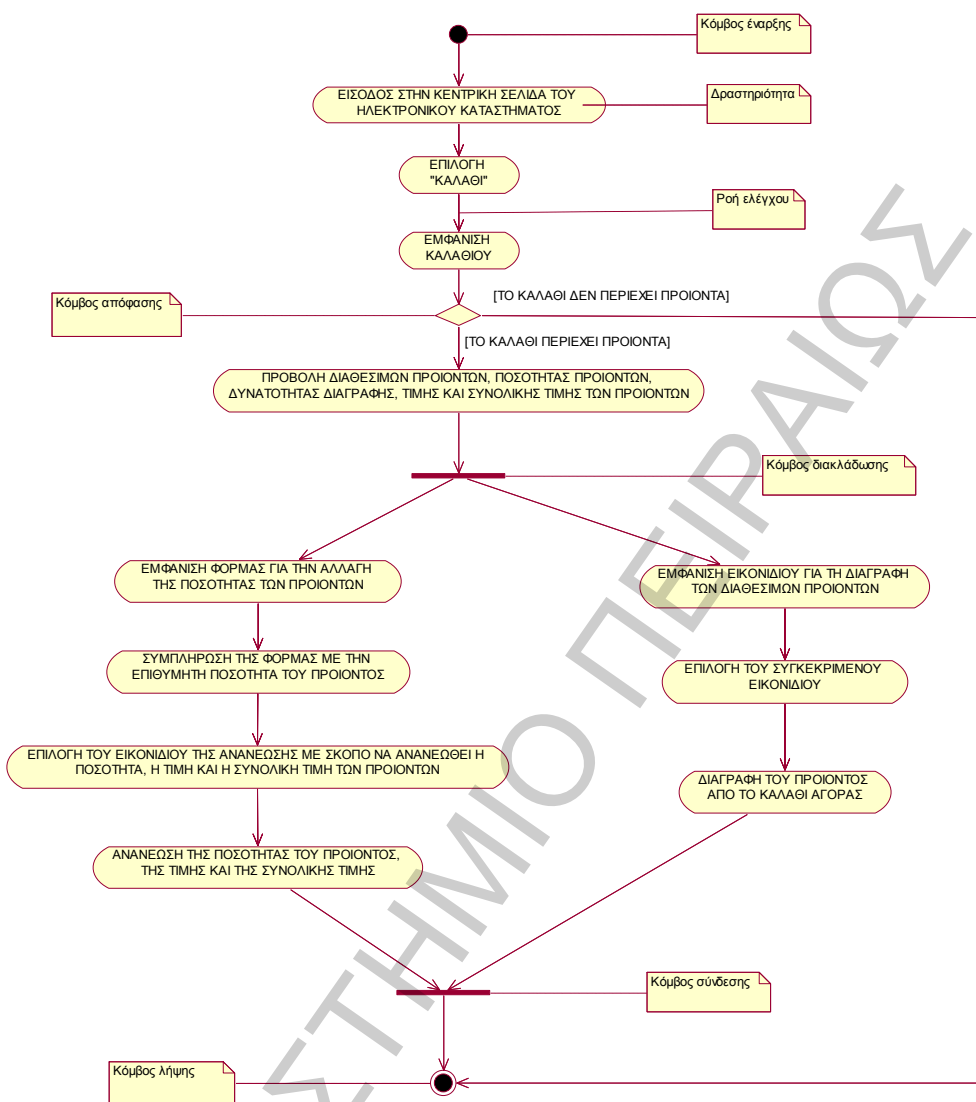 Κόμβος έναρξης
ΕΙΣΟΔΟΣ ΣΤΗΝ ΚΕΝΤΡΙΚΗ ΣΕΛΙΔΑ ΤΟΥ
ΗΛΕΚΤΡΟΝΙΚΟΥ ΚΑΤΑΣΤΗΜΑΤΟΣ
Δραστηριότητα
ΕΠΙΛΟΓΗ
"ΚΑΛΑΘΙ"
Ροή ελέγχου
ΕΜΦΑΝΙΣΗ
ΚΑΛΑΘΙΟΥ
Κόμβος απόφασης
[ΤΟ ΚΑΛΑΘΙ ΔΕΝ ΠΕΡΙΕΧΕΙ ΠΡΟΙΟΝΤΑ]
[ΤΟ ΚΑΛΑΘΙ ΠΕΡΙΕΧΕΙ ΠΡΟΙΟΝΤΑ]
ΠΡΟΒΟΛΗ ΔΙΑΘΕΣΙΜΩΝ ΠΡΟΙΟΝΤΩΝ, ΠΟΣΟΤΗΤΑΣ ΠΡΟΙΟΝΤΩΝ,
ΔΥΝΑΤΟΤΗΤΑΣ ΔΙΑΓΡΑΦΗΣ, ΤΙΜΗΣ ΚΑΙ ΣΥΝΟΛΙΚΗΣ ΤΙΜΗΣ ΤΩΝ ΠΡΟΙΟΝΤΩΝ
Κόμβος διακλάδωσης
ΕΜΦΑΝΙΣΗ ΦΟΡΜΑΣ ΓΙΑ ΤΗΝ ΑΛΛΑΓΗ
ΤΗΣ ΠΟΣΟΤΗΤΑΣ ΤΩΝ ΠΡΟΙΟΝΤΩΝ
ΕΜΦΑΝΙΣΗ ΕΙΚΟΝΙΔΙΟΥ ΓΙΑ ΤΗ ΔΙΑΓΡΑΦΗ
ΤΩΝ ΔΙΑΘΕΣΙΜΩΝ ΠΡΟΙΟΝΤΩΝ
ΣΥΜΠΛΗΡΩΣΗ ΤΗΣ ΦΟΡΜΑΣ ΜΕ ΤΗΝ
ΕΠΙΘΥΜΗΤΗ ΠΟΣΟΤΗΤΑ ΤΟΥ ΠΡΟΙΟΝΤΟΣ
ΕΠΙΛΟΓΗ ΤΟΥ ΣΥΓΚΕΚΡΙΜΕΝΟΥ
ΕΙΚΟΝΙΔΙΟΥ
ΕΠΙΛΟΓΗ ΤΟΥ ΕΙΚΟΝΙΔΙΟΥ ΤΗΣ ΑΝΑΝΕΩΣΗΣ ΜΕ ΣΚΟΠΟ ΝΑ ΑΝΑΝΕΩΘΕΙ Η
ΠΟΣΟΤΗΤΑ, Η ΤΙΜΗ ΚΑΙ Η ΣΥΝΟΛΙΚΗ ΤΙΜΗ ΤΩΝ ΠΡΟΙΟΝΤΩΝ
ΔΙΑΓΡΑΦΗ ΤΟΥ ΠΡΟΙΟΝΤΟΣ
ΑΠΟ ΤΟ ΚΑΛΑΘΙ ΑΓΟΡΑΣ
ΑΝΑΝΕΩΣΗ ΤΗΣ ΠΟΣΟΤΗΤΑΣ ΤΟΥ ΠΡΟΙΟΝΤΟΣ,
ΤΗΣ ΤΙΜΗΣ ΚΑΙ ΤΗΣ ΣΥΝΟΛΙΚΗΣ ΤΙΜΗΣ
Κόμβος σύνδεσης
Κόμβος λήψης
ΣΤΗΜΙΟ ΠΕΙΡΑΙΩΣ